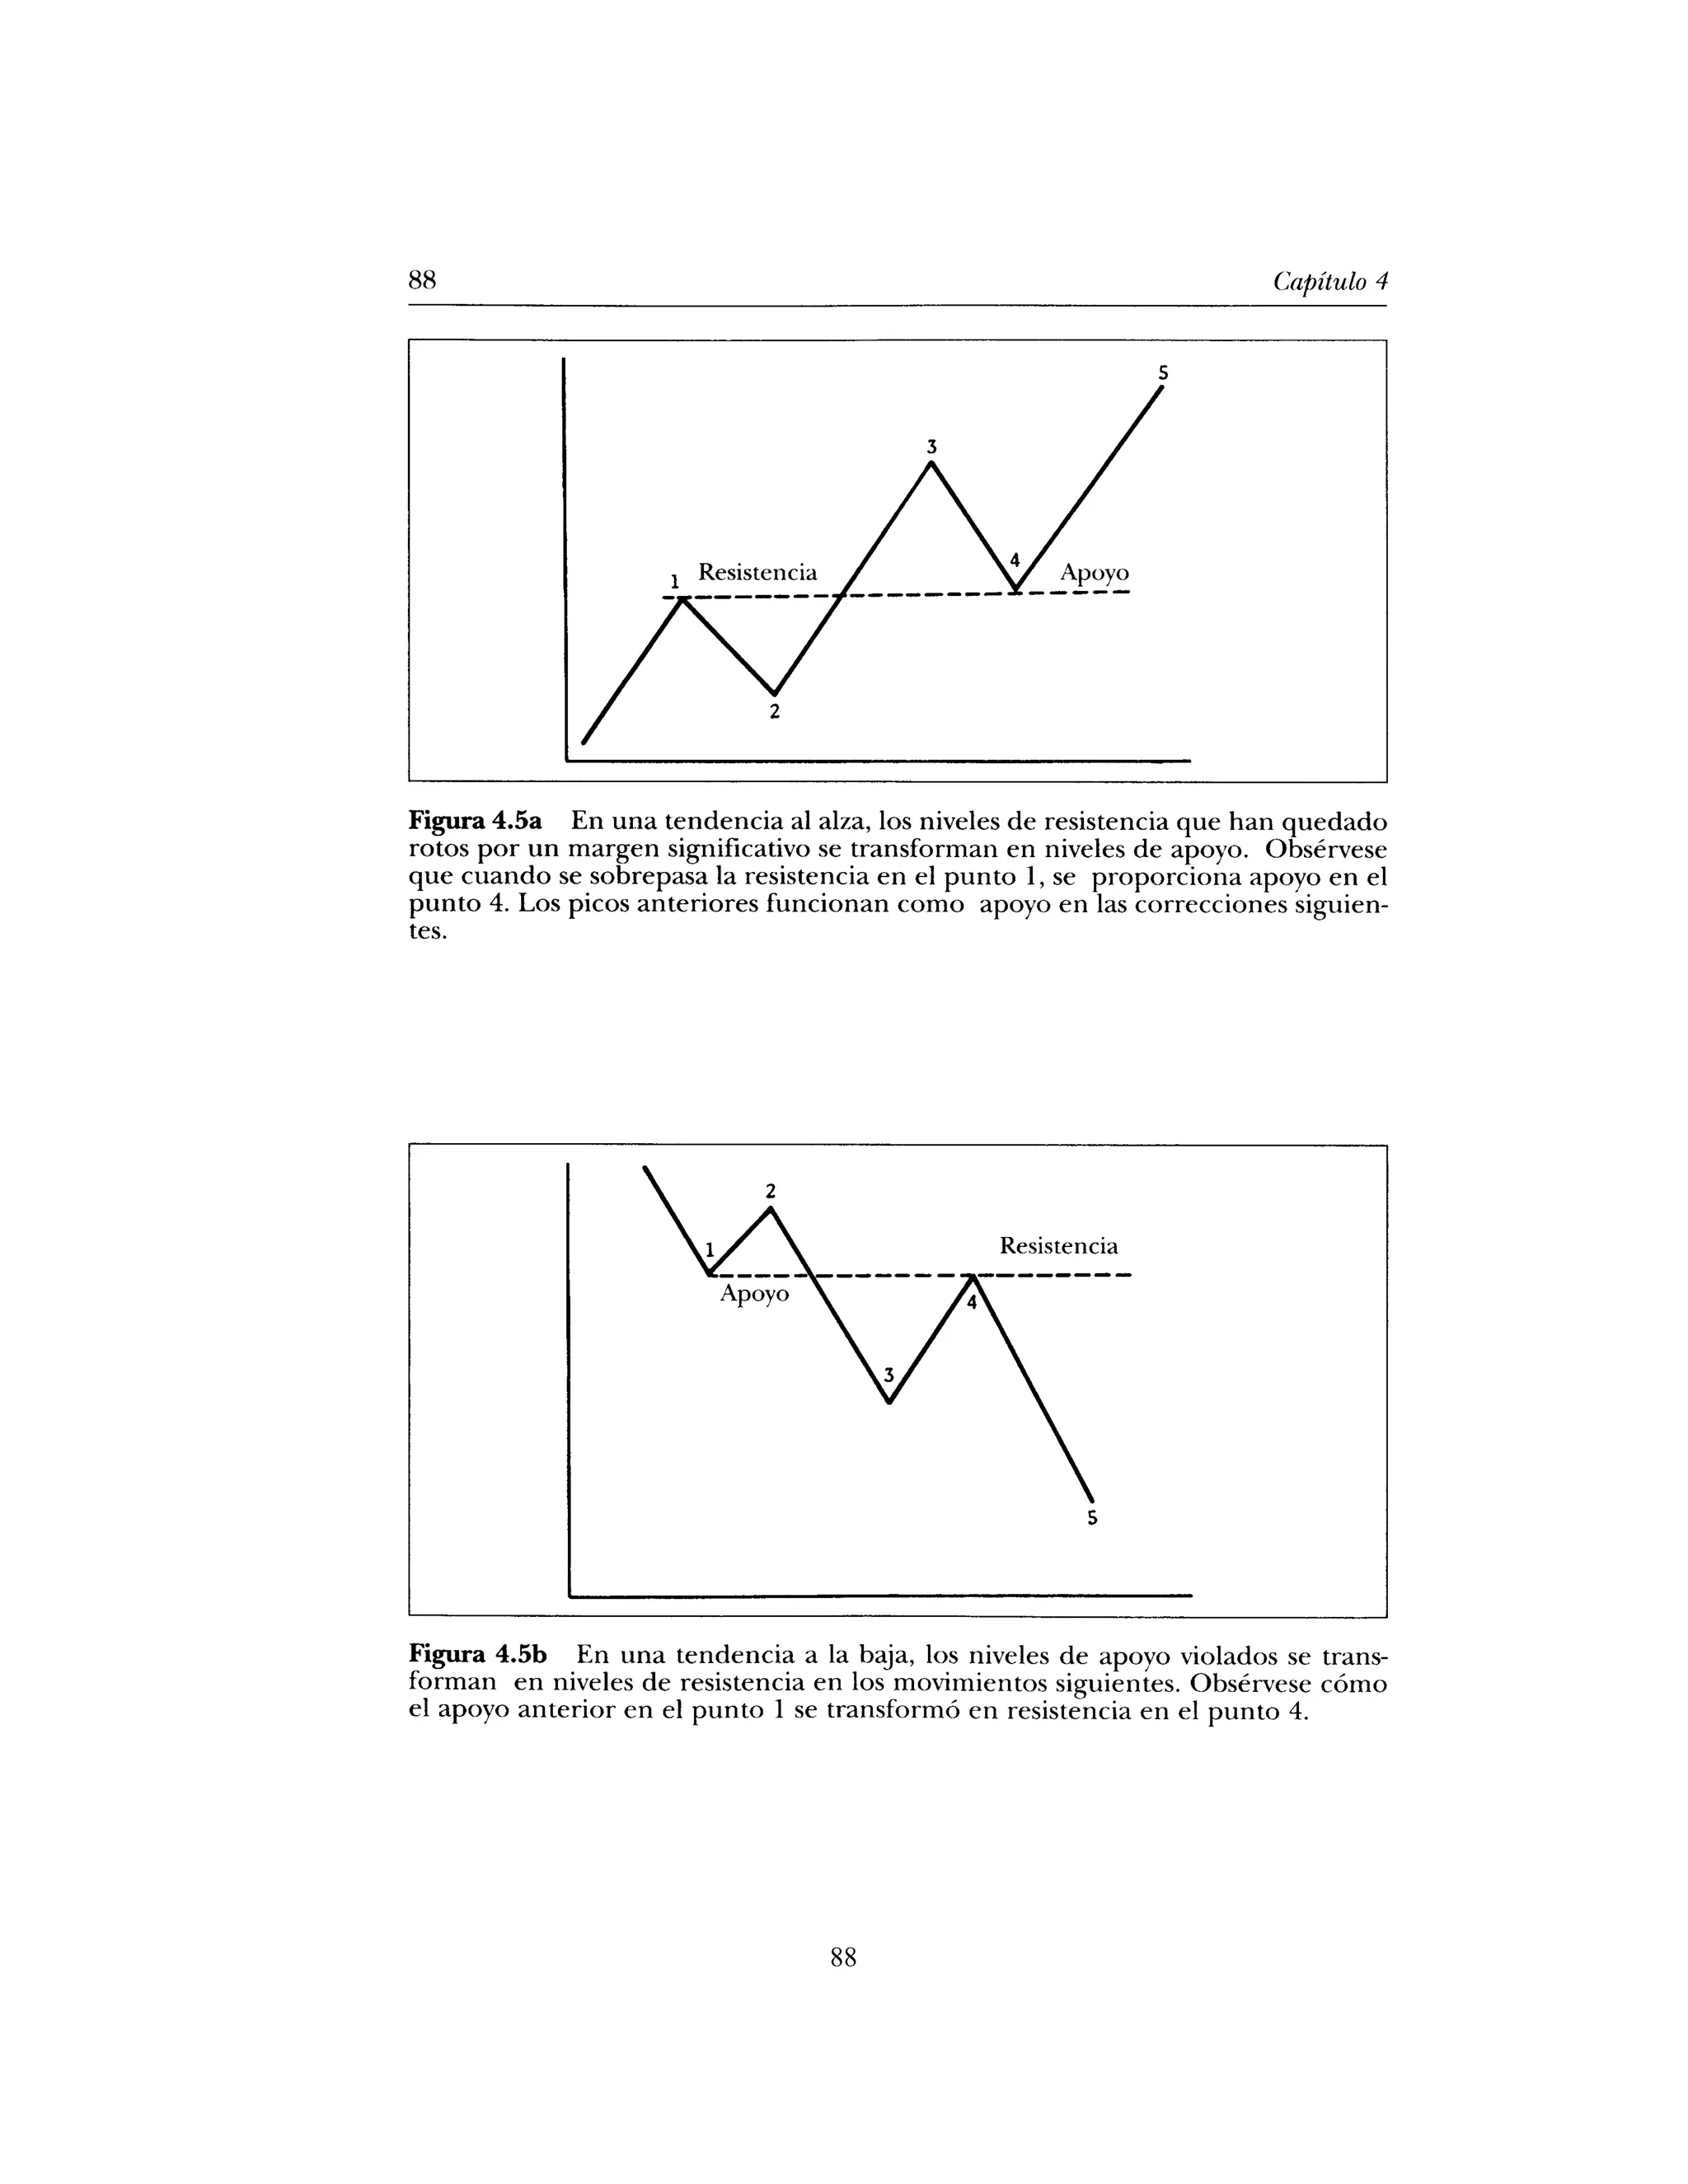 88
Capítulo 4
5
3
4
1 Resistencia
Apoyo
2
Figura 4.5a En una tendencia al alza, los niveles de resistencia que han quedado
rotos por un margen significativo se transforman en niveles de apoyo. Obsérvese
que cuando se sobrepasa la resistencia en el punto 1, se proporciona apoyo en el
punto 4. Los picos anteriores funcionan como apoyo en las correcciones siguien-
tes.
2
1
Resistencia
Apoyo
4
3
5
Figura 4.5b En una tendencia a la baja, los niveles de apoyo violados se trans-
forman en niveles de resistencia en los movimientos siguientes. Obsérvese cómo
el apoyo anterior en el punto 1 se transformó en resistencia en el punto 4.
88